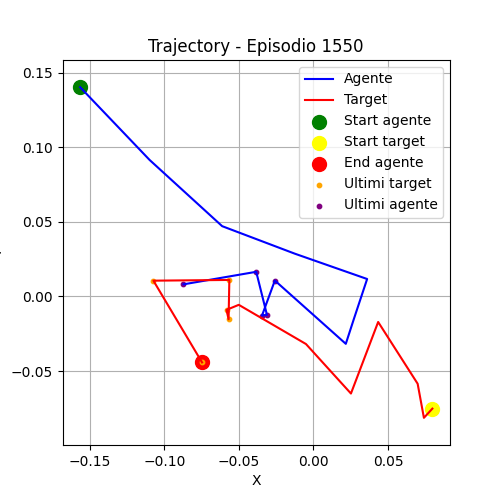 Trajectory - Episodio 1550
0.15
0.10
0.05
0.00
−0.05
Agente
Target
Start agente
Start target
End agente
Ultimi target
Ultimi agente
−0.15
−0.10
−0.05
0.00
0.05
X